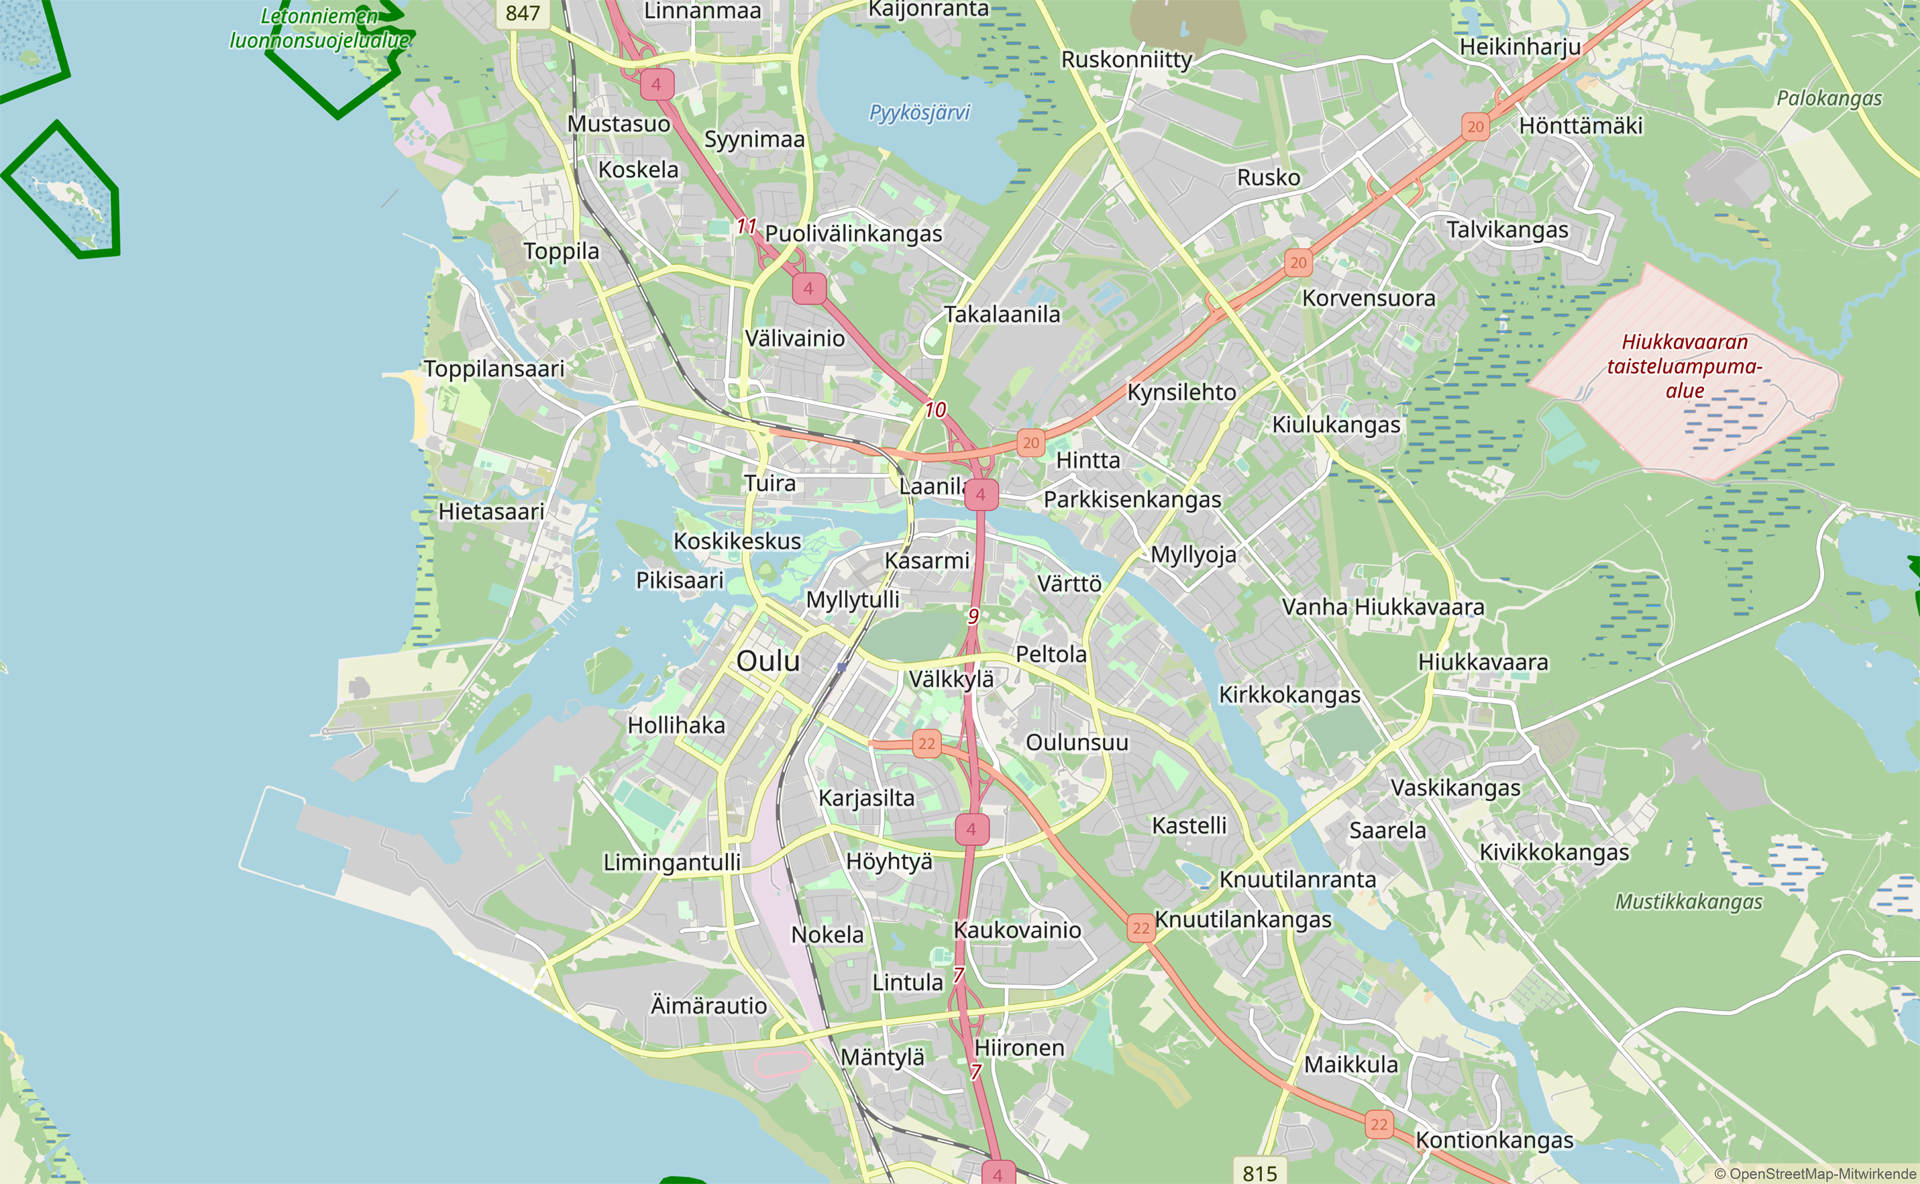 847
Linnanmaa
Kaijonranta
Letonniemen
luonnonsuojelualue
Ruskonniitty
Heikinharju
4
Pyykösjärvi
Palokangas
Mustasuo
Syynimaa
20
Hönttämäki
Koskela
Rusko
11
Puolivälinkangas
Talvikangas
Toppila
20
4
Korvensuora
Takalaanila
Välivainio
Hiukkavaaran
taisteluampuma-
alue
Toppilansaari
Kynsilehto
10
Kiulukangas
20
Hintta
Tuira
Laanila
4
Parkkisenkangas
Hietasaari
Koskikeskus
Kasarmi
Myllyoja
Pikisaari
Värttö
Myllytulli
Vanha Hiukkavaara
9
Oulu
Peltola
Hiukkavaara
Välkkylä
Kirkkokangas
Hollihaka
22
Oulunsuu
Vaskikangas
Karjasilta
4
Kastelli
Saarela
Limingantulli
Höyhtyä
Kivikkokangas
Knuutilanranta
Mustikkakangas
Nokela
Kaukovainio
22
Knuutilankangas
7
Lintula
Äimärautio
Mäntylä
Hiironen
7
Maikkula
22
Kontionkangas
4
815
© OpenStreetMap-Mitwirkende